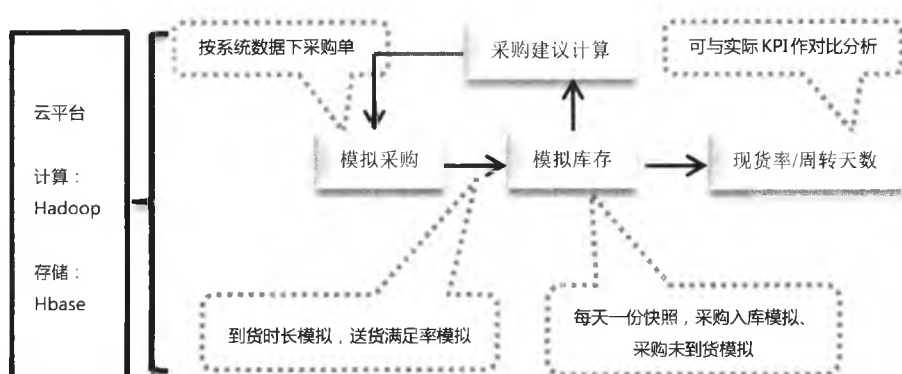 按系统数据下采购单
采购建议计算
可与实际KPI作对比分析
云平台
计算：
Hadoop
存储：
Hbase
模拟采购
模拟库存
现货率/周转天数
到货时长模拟，送货满足率模拟
每天一份快照，采购入库模拟、
采购未到货模拟